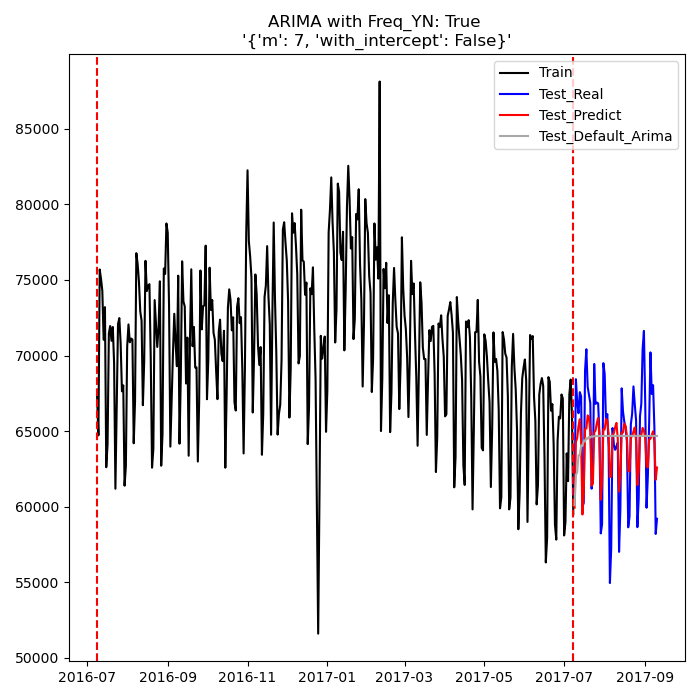 ARIMA with Freq_YN: True
'{'m': 7, 'with_intercept': False}'
Train
Test_Real
Test_Predict
Test_Default_Arima
85000
80000
75000
70000
65000
60000
55000
50000
2016-07 2016-09 2016-11 2017-01 2017-03 2017-05 2017-07 2017-09